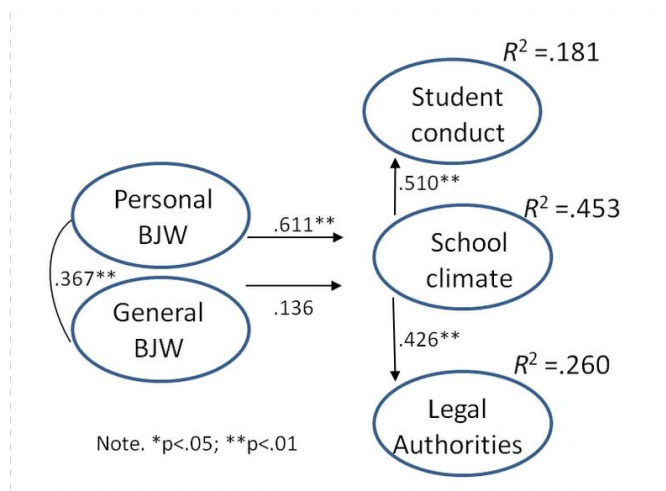 R² =.181
Student
conduct
.510**
Personal
BJW
.611**
R² =.453
School
climate
.367**
General
BJW
.136
.426**
R² =.260
Legal
Authorities
Note. *p<.05; **p<.01